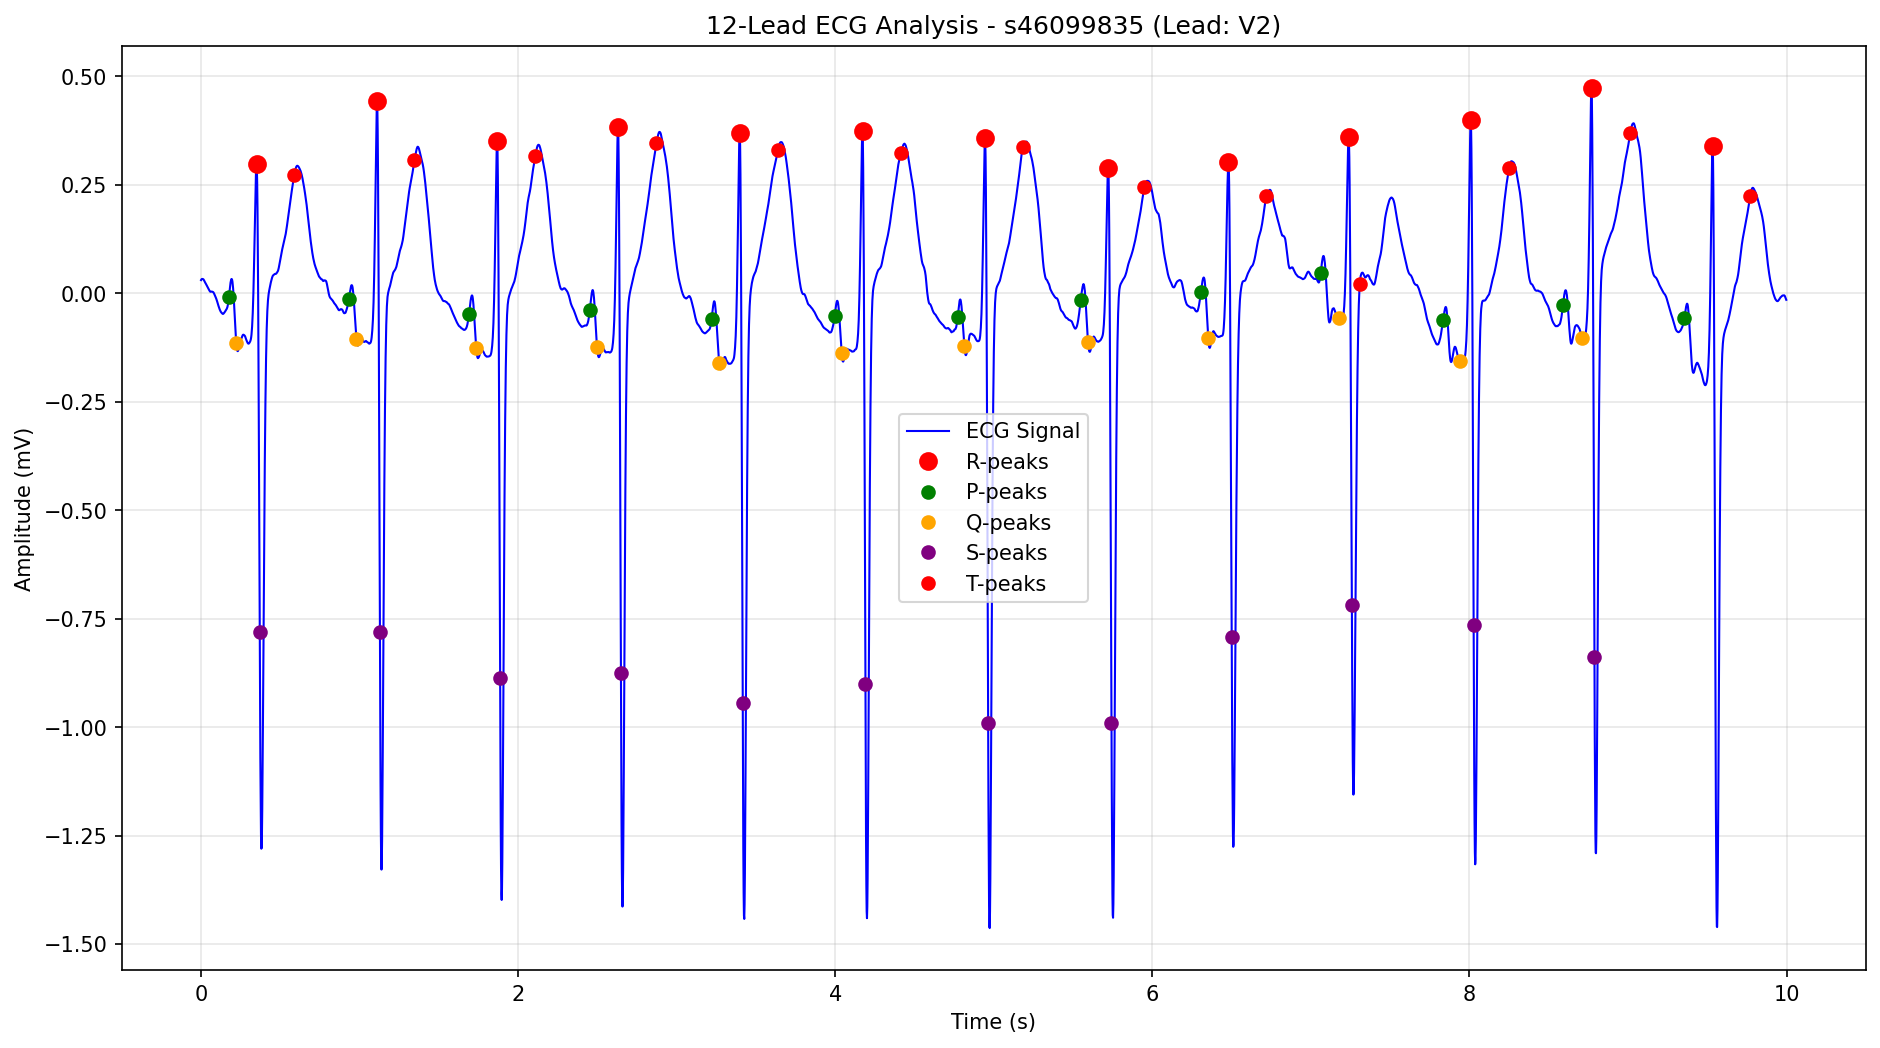 12-Lead ECG Analysis - s46099835 (Lead: V2)
Amplitude (mV)
0.50
0.25
0.00
−0.25
−0.50
−0.75
−1.00
−1.25
−1.50
ECG Signal
R-peaks
P-peaks
Q-peaks
S-peaks
T-peaks
0 2 4 6 8 10
Time (s)